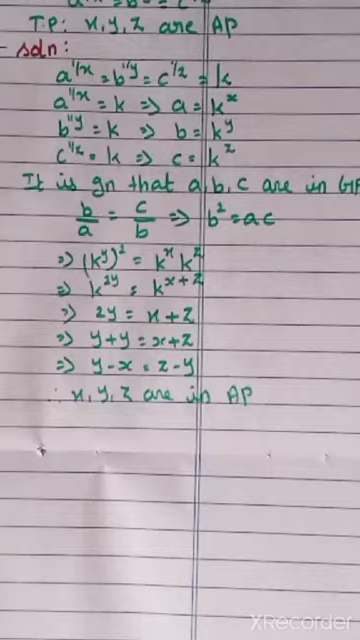 T.P: x, y, z are AP
Soln:
a^1/x = b^1/y = c^1/z = k
a^1/x = k => a = k^x
b^1/y = k => b = k^y
c^1/z = k => c = k^z
It is gn that a, b, c are in GP
b/a = c/b => b² = ac
=> (k^y)² = k^x k^z
=> k^2y = k^x+z
=> 2y = x+z
=> y+y = x+z
=> y-x = z-y
∴ x, y, z are in AP
XRecorder